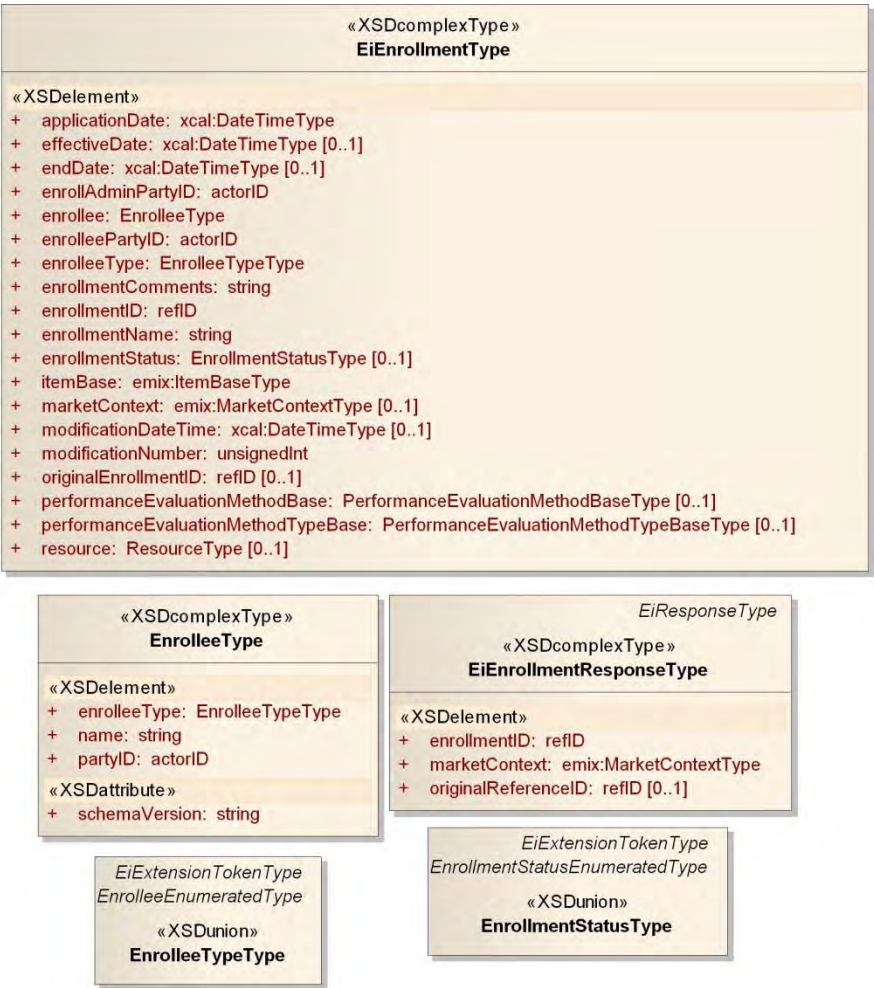 «XSDcomplexType»
EiEnrollmentType
«XSDelement»
+ applicationDate: xcal:DateTimeType
+ effectiveDate: xcal:DateTimeType [0..1]
+ endDate: xcal:DateTimeType [0..1]
+ enrollAdminPartyID: actorID
+ enrollee: EnrolleeType
+ enrolleePartyID: actorID
+ enrolleeType: EnrolleeTypeType
+ enrollmentComments: string
+ enrollmentID: refID
+ enrollmentName: string
+ enrollmentStatus: EnrollmentStatusType [0..1]
+ itemBase: emix:ItemBaseType
+ marketContext: emix:MarketContextType [0..1]
+ modificationDateTime: xcal:DateTimeType [0..1]
+ modificationNumber: unsignedInt
+ originalEnrollmentID: refID [0..1]
+ performanceEvaluationMethodBase: PerformanceEvaluationMethodBaseType [0..1]
+ performanceEvaluationMethodTypeBase: PerformanceEvaluationMethodTypeBaseType [0..1]
+ resource: ResourceType [0..1]
«XSDcomplexType»
EnrolleeType
«XSDelement»
+ enrolleeType: EnrolleeTypeType
+ name: string
+ partyID: actorID
«XSDattribute»
+ schemaVersion: string
EiResponseType
«XSDcomplexType»
EiEnrollmentResponseType
«XSDelement»
+ enrollmentID: refID
+ marketContext: emix:MarketContextType
+ originalReferenceID: refID [0..1]
EiExtensionTokenType
EnrolleeEnumeratedType
«XSDunion»
EnrolleeTypeType
EiExtensionTokenType
EnrollmentStatusEnumeratedType
«XSDunion»
EnrollmentStatusType